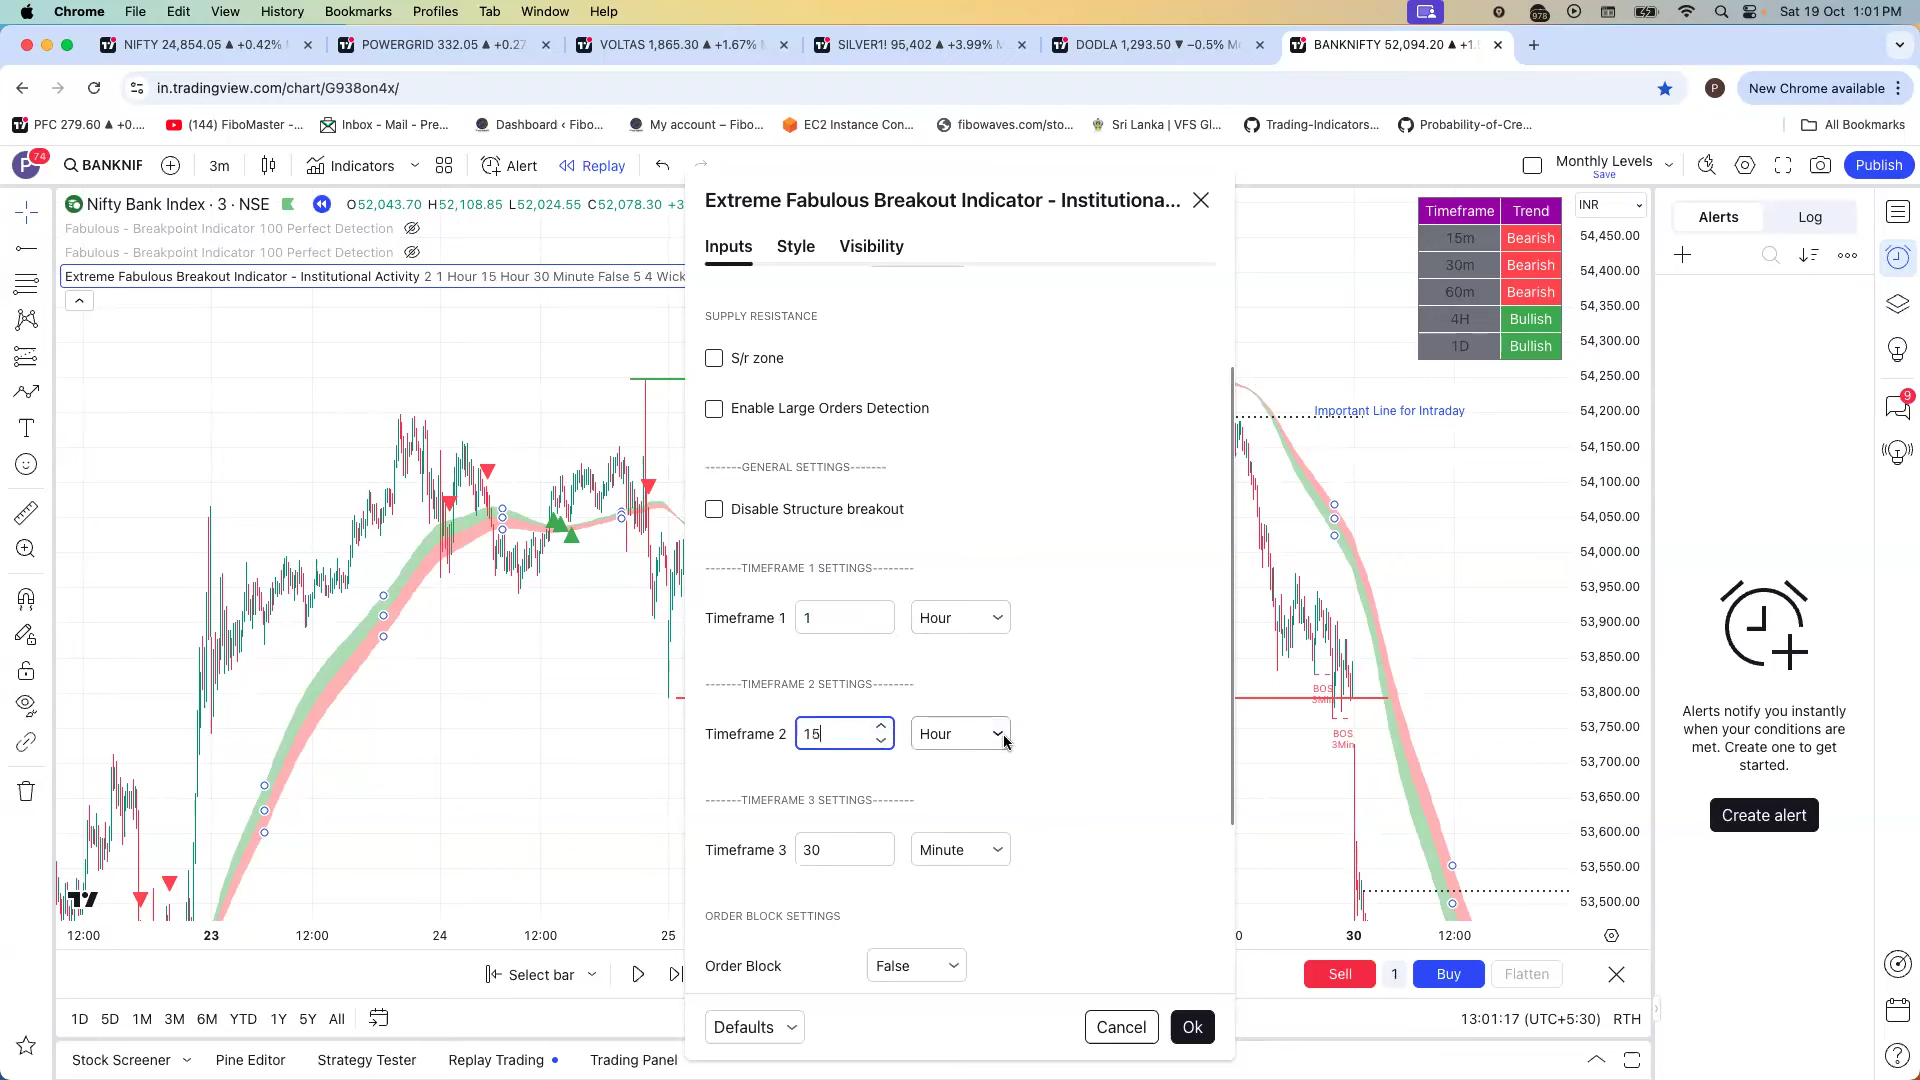 Chrome File Edit View History Bookmarks Profiles Tab Window Help
978
Sat 19 Oct 1:01 PM
NIFTY 24,854.05 ▲ +0.42%
POWERGRID 332.05 ▲ +0.27
VOLTAS 1,865.30 ▲ +1.67%
SILVER1! 95,402 ▲ +3.99%
DODLA 1,293.50 ▼ −0.5%
BANKNIFTY 52,094.20 ▲ +1.
in.tradingview.com/chart/G938on4x/
P
New Chrome available
PFC 279.60 ▲ +0....
(144) FiboMaster -...
Inbox - Mail - Pre...
Dashboard ‹ Fibo...
My account – Fibo...
EC2 Instance Con...
fibowaves.com/sto...
Sri Lanka | VFS Gl...
Trading-Indicators...
Probability-of-Cre...
All Bookmarks
P 74
BANKNIF
3m
Indicators
Alert
Replay
Monthly Levels
Save
Publish
Nifty Bank Index · 3 · NSE
O52,043.70 H52,108.85 L52,024.55 C52,078.30 +3
Fabulous - Breakpoint Indicator 100 Perfect Detection
Fabulous - Breakpoint Indicator 100 Perfect Detection
Extreme Fabulous Breakout Indicator - Institutional Activity 2 1 Hour 15 Hour 30 Minute False 5 4 Wick
Extreme Fabulous Breakout Indicator - Instituționa...
Inputs Style Visibility
SUPPLY RESISTANCE
S/r zone
Enable Large Orders Detection
-------GENERAL SETTINGS-------
Disable Structure breakout
-------TIMEFRAME 1 SETTINGS--------
Timeframe 1 1 Hour
-------TIMEFRAME 2 SETTINGS--------
Timeframe 2 15 Hour
-------TIMEFRAME 3 SETTINGS--------
Timeframe 3 30 Minute
ORDER BLOCK SETTINGS
Order Block False
Defaults Cancel Ok
Timeframe Trend
15m Bearish
30m Bearish
60m Bearish
4H Bullish
1D Bullish
Important Line for Intraday
BOS
3Min
BOS
3Min
INR
54,450.00
54,400.00
54,350.00
54,300.00
54,250.00
54,200.00
54,150.00
54,100.00
54,050.00
54,000.00
53,950.00
53,900.00
53,850.00
53,800.00
53,750.00
53,700.00
53,650.00
53,600.00
53,550.00
53,500.00
12:00 23 12:00 24 12:00 25
0 30 12:00
Select bar
Sell 1 Buy Flatten
1D 5D 1M 3M 6M YTD 1Y 5Y All
13:01:17 (UTC+5:30) RTH
Stock Screener Pine Editor Strategy Tester Replay Trading Trading Panel
Alerts Log
Alerts notify you instantly
when your conditions are
met. Create one to get
started.
Create alert
9